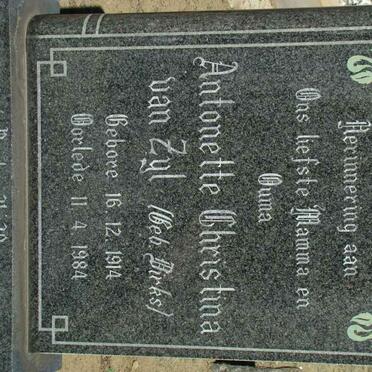 Herinnering aan
Ons liefste Mamma en
Ouma
Antonette Christina
van Zyl (Geb. Birks)
Gebore 16. 12. 1914
Oorlede 11 4 1984